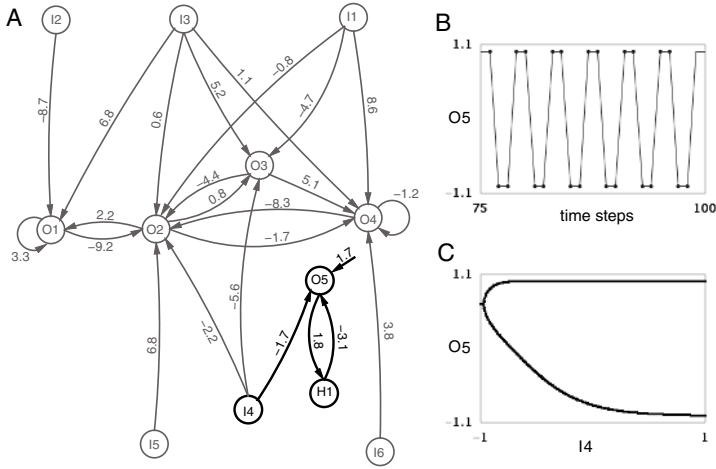 A
I2
I3
I1
−8.7
6.8
0.6
5.2
1.1
−0.8
−4.7
8.6
O3
−4.4
0.8
5.1
−1.2
O1
2.2
−9.2
O2
−8.3
−1.7
O4
3.3
1.7
O5
−5.6
−2.2
−1.7
1.8
−3.1
3.8
6.8
I4
H1
I5
I6
B
1.1
O5
−1.1
75
time steps
100
C
1.1
O5
−1.1
−1
I4
1